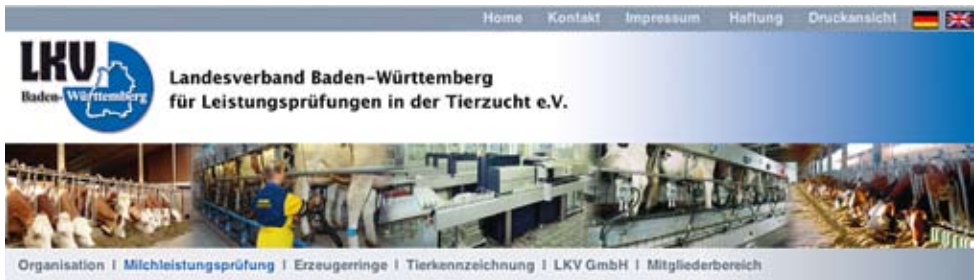 Home Kontakt Impressum Haftung Druckansicht
LKV
Baden-Württemberg
Landesverband Baden-Württemberg
für Leistungsprüfungen in der Tierzucht e.V.
Organisation | Milchleistungsprüfung | Erzeugerringe | Tierkennzeichnung | LKV GmbH | Mitgliederbereich